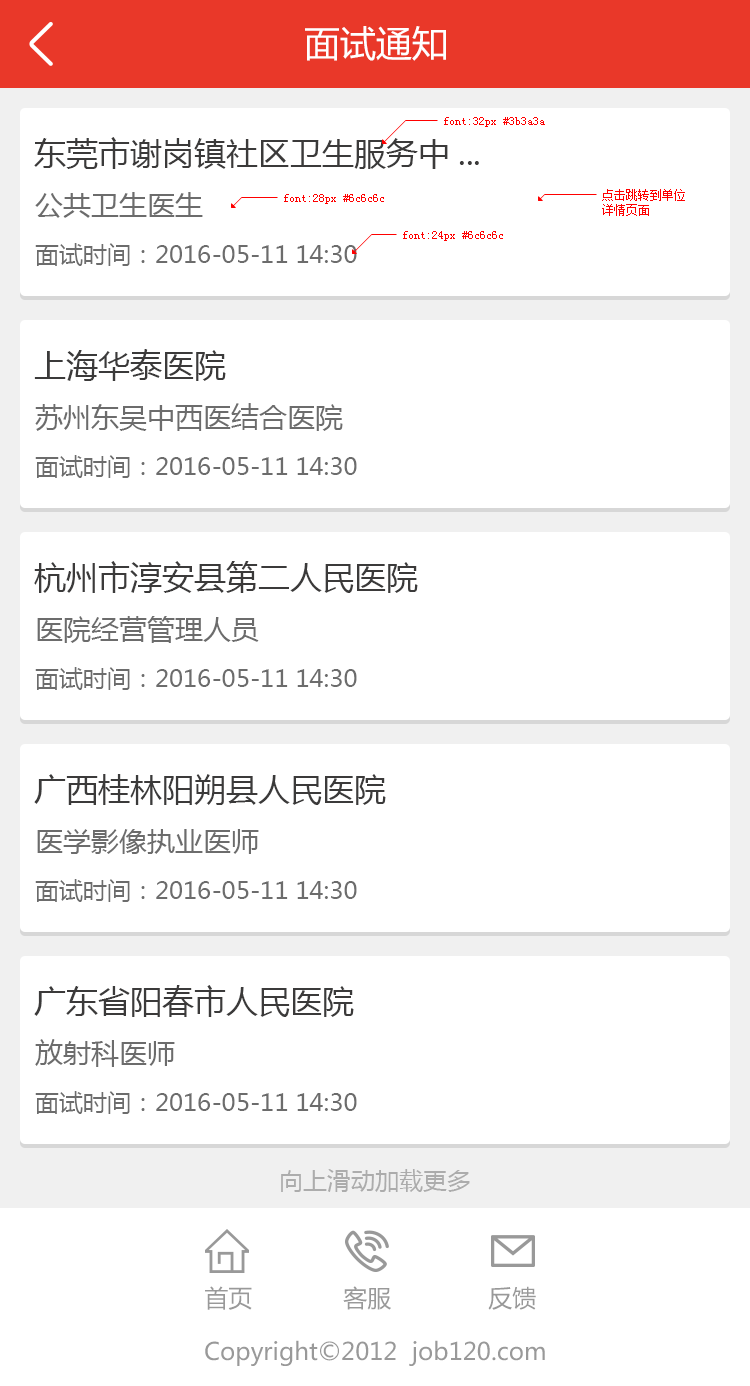 面试通知
font:32px #3b3a3a
东莞市谢岗镇社区卫生服务中 ...
公共卫生医生
font:28px #6c6c6c
点击跳转到单位
详情页面
font:24px #6c6c6c
面试时间：2016-05-11 14:30
上海华泰医院
苏州东吴中西医结合医院
面试时间：2016-05-11 14:30
杭州市淳安县第二人民医院
医院经营管理人员
面试时间：2016-05-11 14:30
广西桂林阳朔县人民医院
医学影像执业医师
面试时间：2016-05-11 14:30
广东省阳春市人民医院
放射科医师
面试时间：2016-05-11 14:30
向上滑动加载更多
首页 客服 反馈
Copyright©2012 job120.com